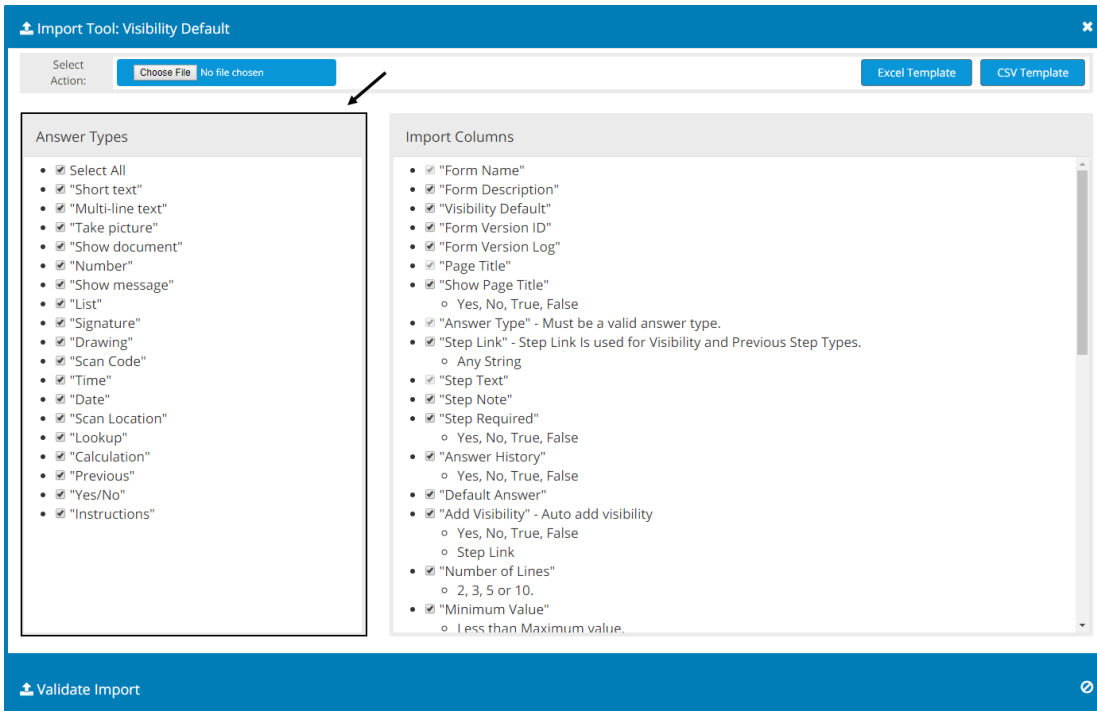 Import Tool: Visibility Default
Select
Action:
Choose File No file chosen
Excel Template
CSV Template
Answer Types
Select All
"Short text"
"Multi-line text"
"Take picture"
"Show document"
"Number"
"Show message"
"List"
"Signature"
"Drawing"
"Scan Code"
"Time"
"Date"
"Scan Location"
"Lookup"
"Calculation"
"Previous"
"Yes/No"
"Instructions"
Import Columns
"Form Name"
"Form Description"
"Visibility Default"
"Form Version ID"
"Form Version Log"
"Page Title"
"Show Page Title"
Yes, No, True, False
"Answer Type" - Must be a valid answer type.
"Step Link" - Step Link Is used for Visibility and Previous Step Types.
Any String
"Step Text"
"Step Note"
"Step Required"
Yes, No, True, False
"Answer History"
Yes, No, True, False
"Default Answer"
"Add Visibility" - Auto add visibility
Yes, No, True, False
Step Link
"Number of Lines"
2, 3, 5 or 10.
"Minimum Value"
Less than Maximum value.
Validate Import